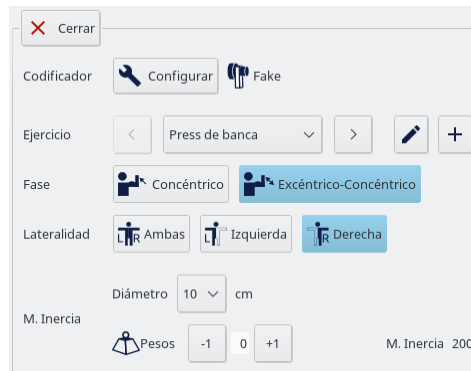 Cerrar
Codificador Configurar Fake
Ejercicio < Press de banca > +
Fase Concéntrico Excéntrico-Concéntrico
Lateralidad L R Ambas L Izquierda R Derecha
Diámetro 10 cm
M. Inercia
Pesos -1 0 +1 M. Inercia 200